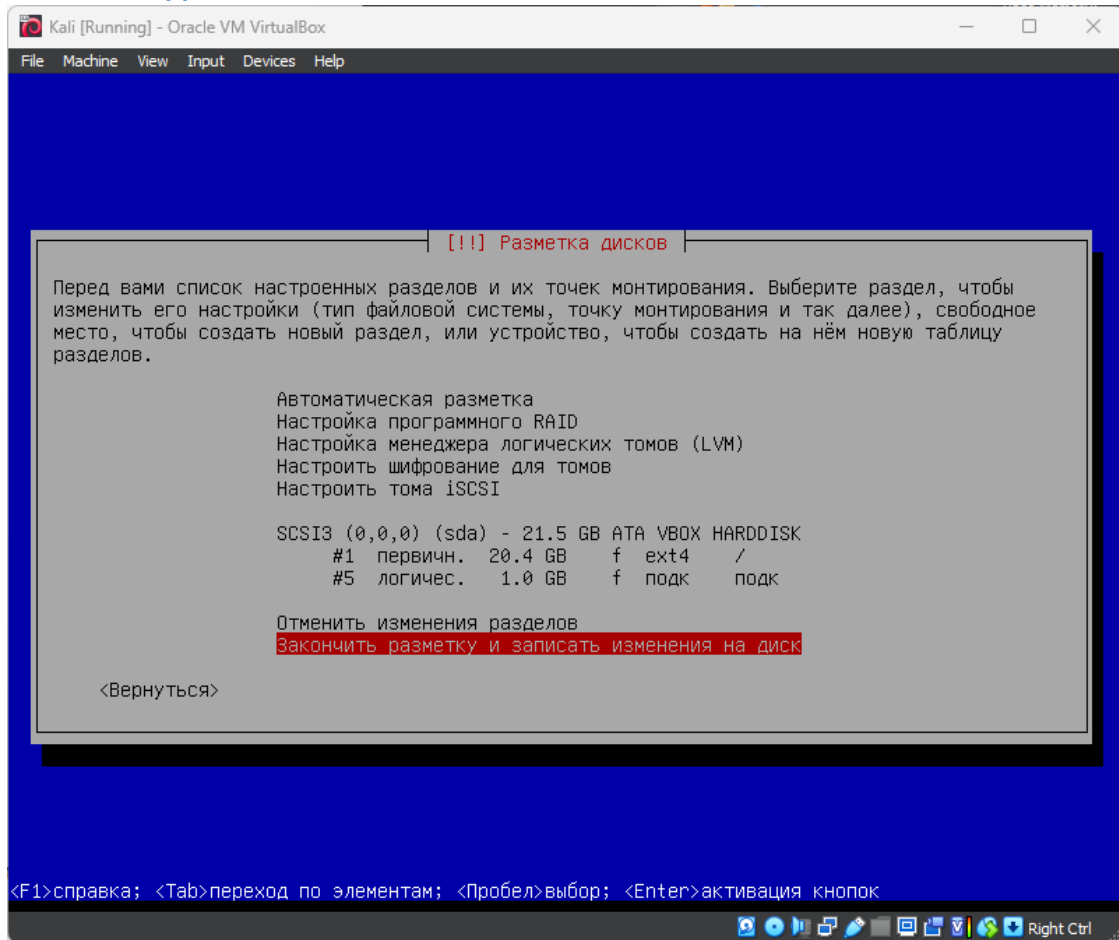 Kali [Running] - Oracle VM VirtualBox
File Machine View Input Devices Help
[!!] Разметка дисков
Перед вами список настроенных разделов и их точек монтирования. Выберите раздел, чтобы
изменить его настройки (тип файловой системы, точку монтирования и так далее), свободное
место, чтобы создать новый раздел, или устройство, чтобы создать на нём новую таблицу
разделов.
Автоматическая разметка
Настройка программного RAID
Настройка менеджера логических томов (LVM)
Настроить шифрование для томов
Настроить тома iSCSI
SCSI3 (0,0,0) (sda) - 21.5 GB ATA VBOX HARDDISK
#1 первичн. 20.4 GB f ext4 /
#5 логичес. 1.0 GB f подк подк
Отменить изменения разделов
Закончить разметку и записать изменения на диск
<Вернуться>
<F1>справка; <Tab>переход по элементам; <Пробел>выбор; <Enter>активация кнопок
Right Ctrl